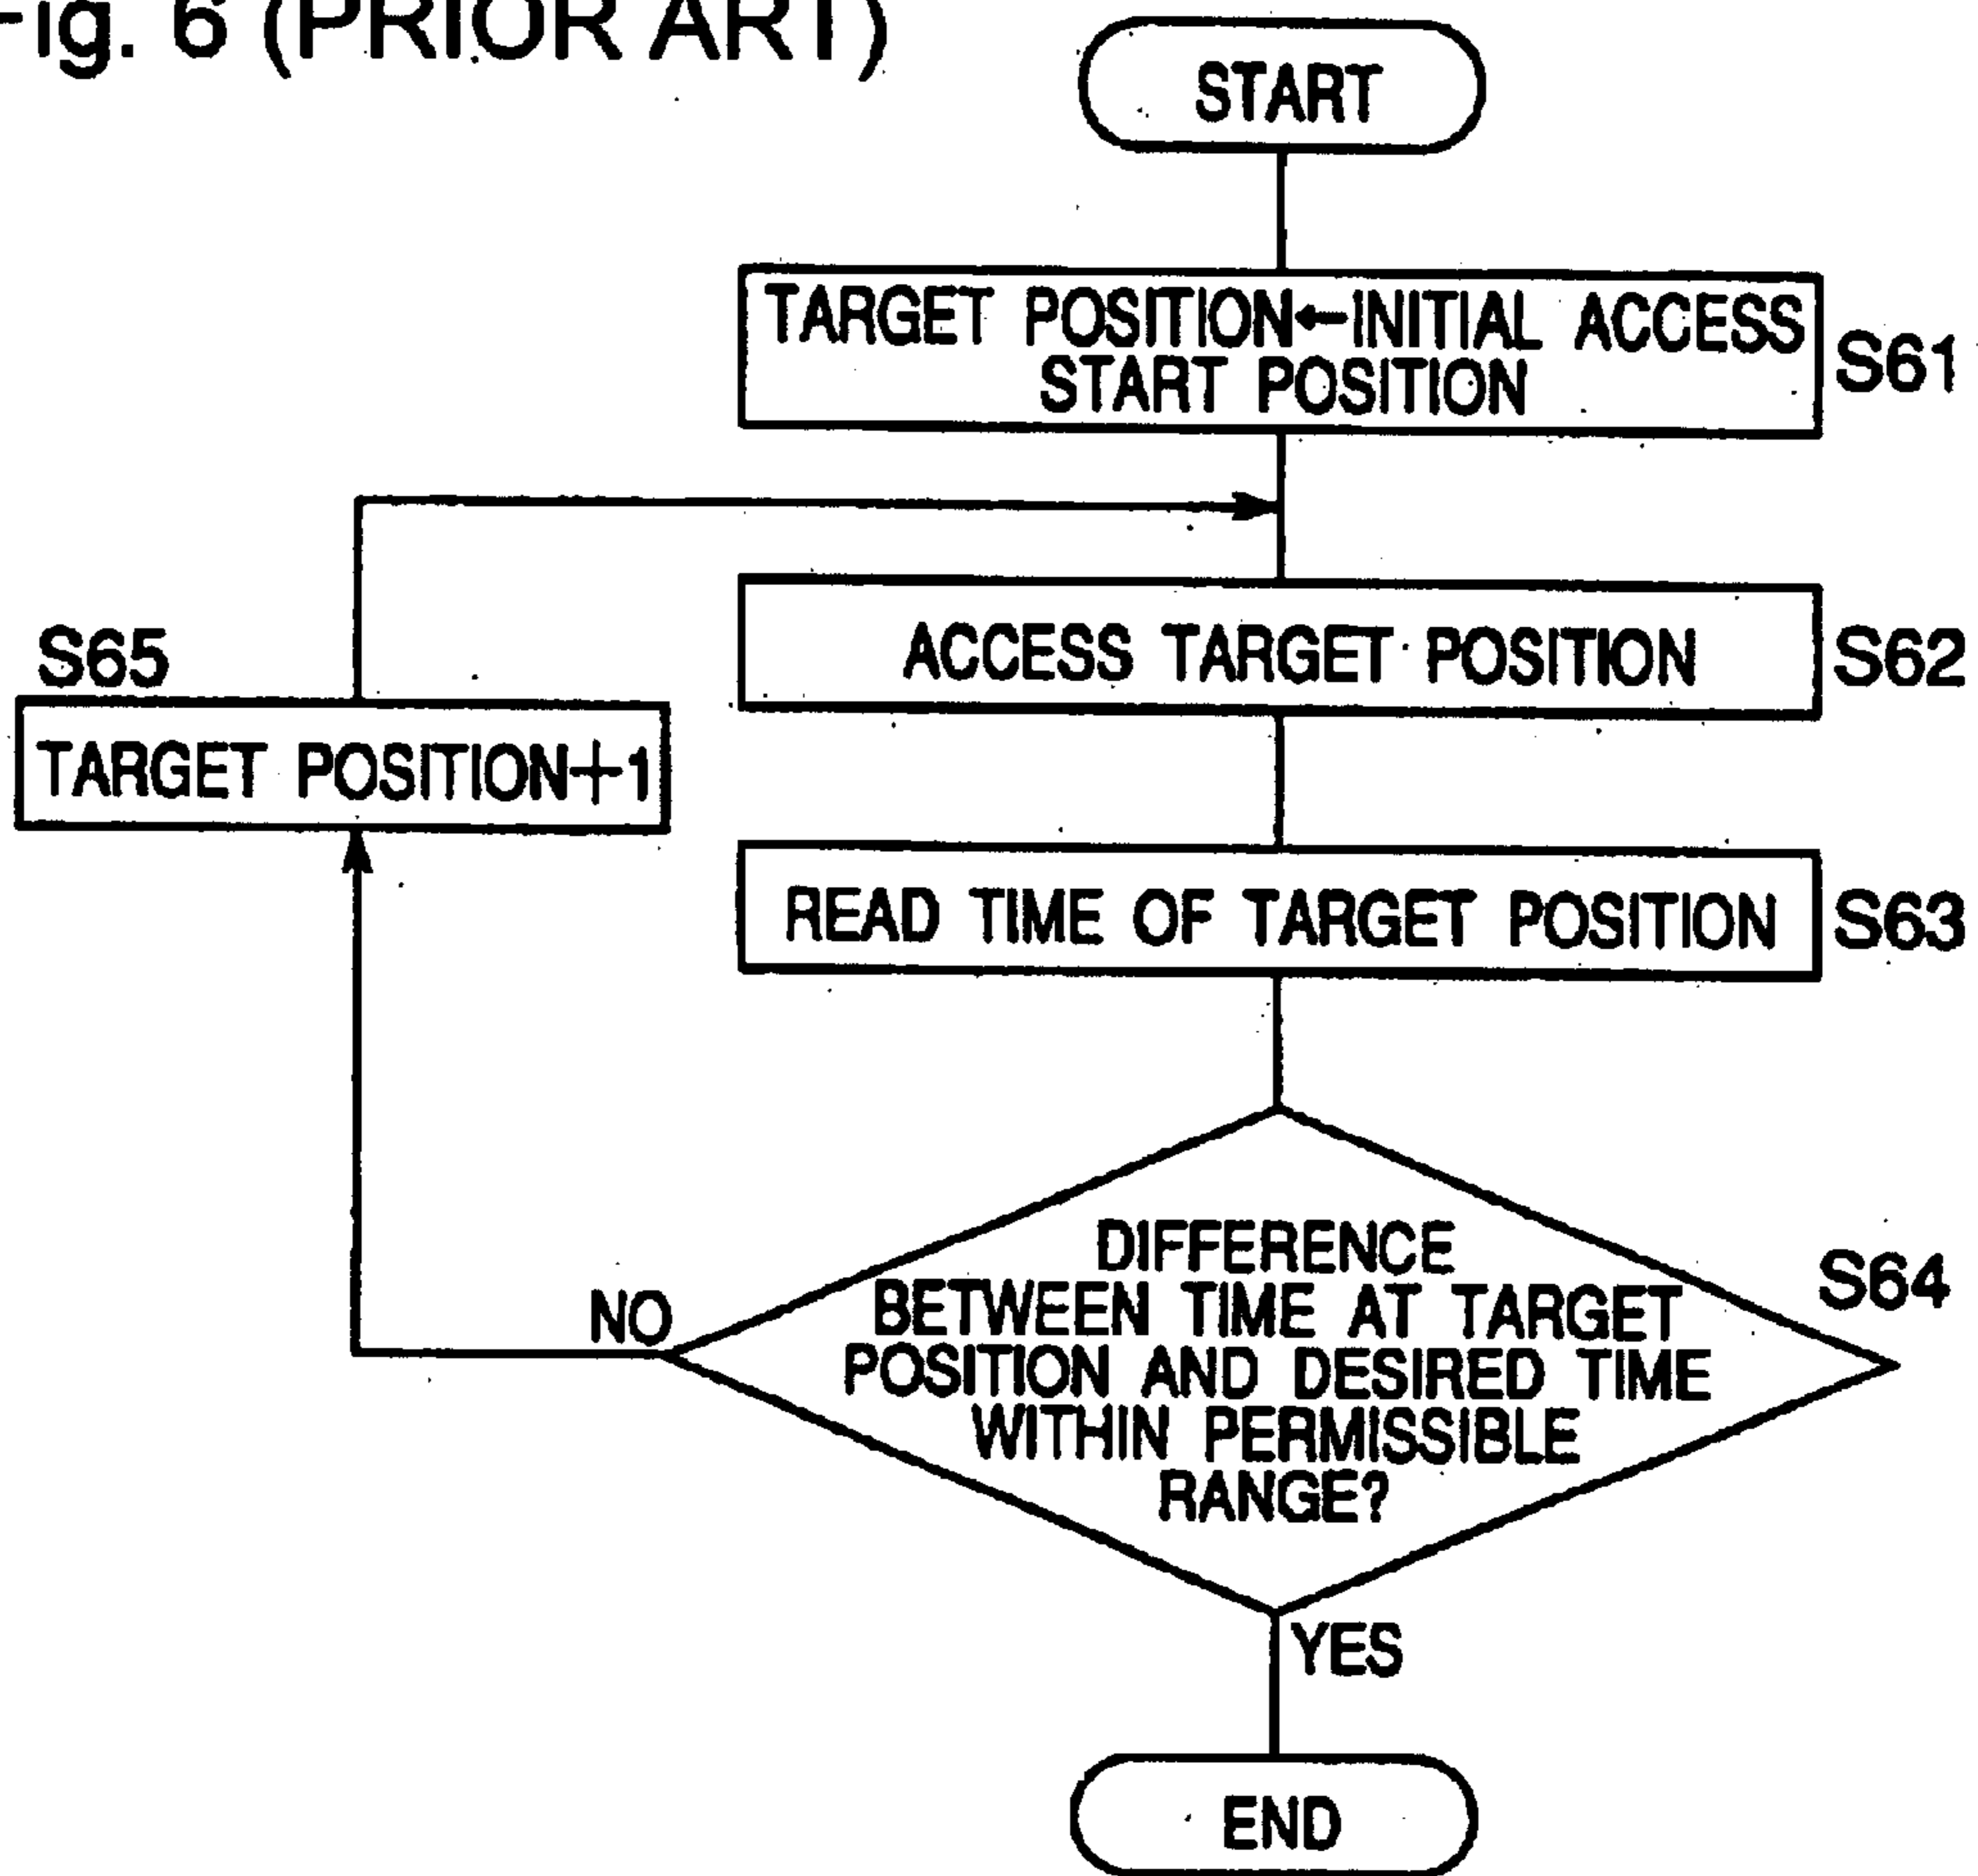 Fig. 6 (PRIOR ART)
START
TARGET POSITION←INITIAL ACCESS
START POSITION
S61
ACCESS TARGET POSITION
S62
S65
TARGET POSITION+1
READ TIME OF TARGET POSITION
S63
DIFFERENCE
BETWEEN TIME AT TARGET
POSITION AND DESIRED TIME
WITHIN PERMISSIBLE
RANGE?
S64
NO
YES
END